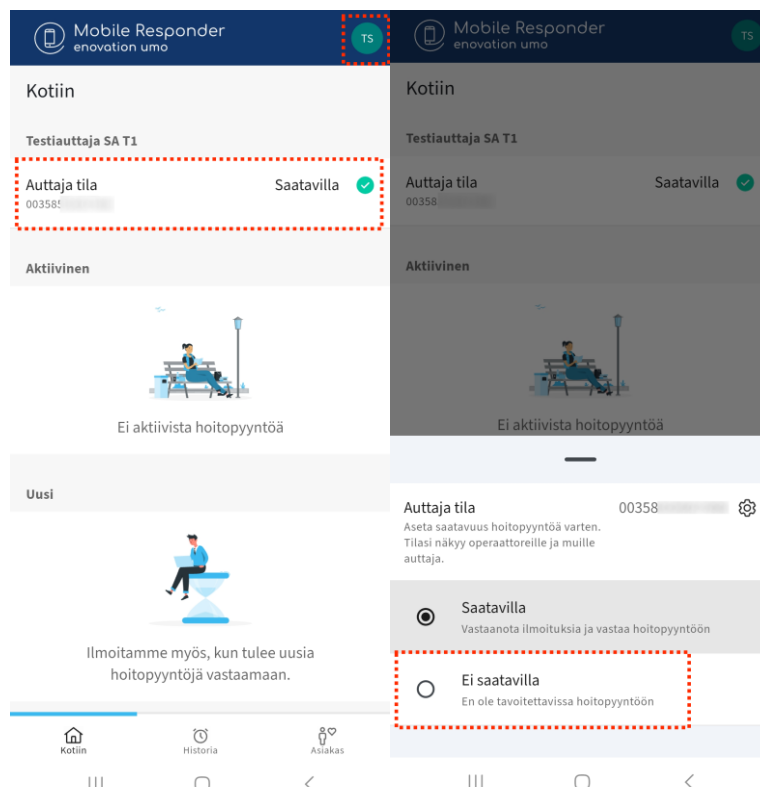 Mobile Responder
enovation umo
TS
Kotiin
Testiauttaja SA T1
Auttaja tila
Saatavilla
00358
Aktiivinen
Ei aktiivista hoitopyyntöä
Uusi
Ilmoitamme myös, kun tulee uusia
hoitopyyntöjä vastaamaan.
Kotiin
Historia
Asiakas
Mobile Responder
enovation umo
TS
Kotiin
Testiauttaja SA T1
Auttaja tila
Saatavilla
00358
Aktiivinen
Ei aktiivista hoitopyyntöä
Auttaja tila
00358
Aseta saatavuus hoitopyyntöä varten.
Tilasi näkyy operaattoreille ja muille
auttaja.
Saatavilla
Vastaanota ilmoituksia ja vastaa hoitopyyntöön
Ei saatavilla
En ole tavoitettavissa hoitopyyntöön